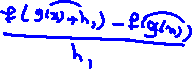 f(g(x)+h₁) - f(g(x))
h₁